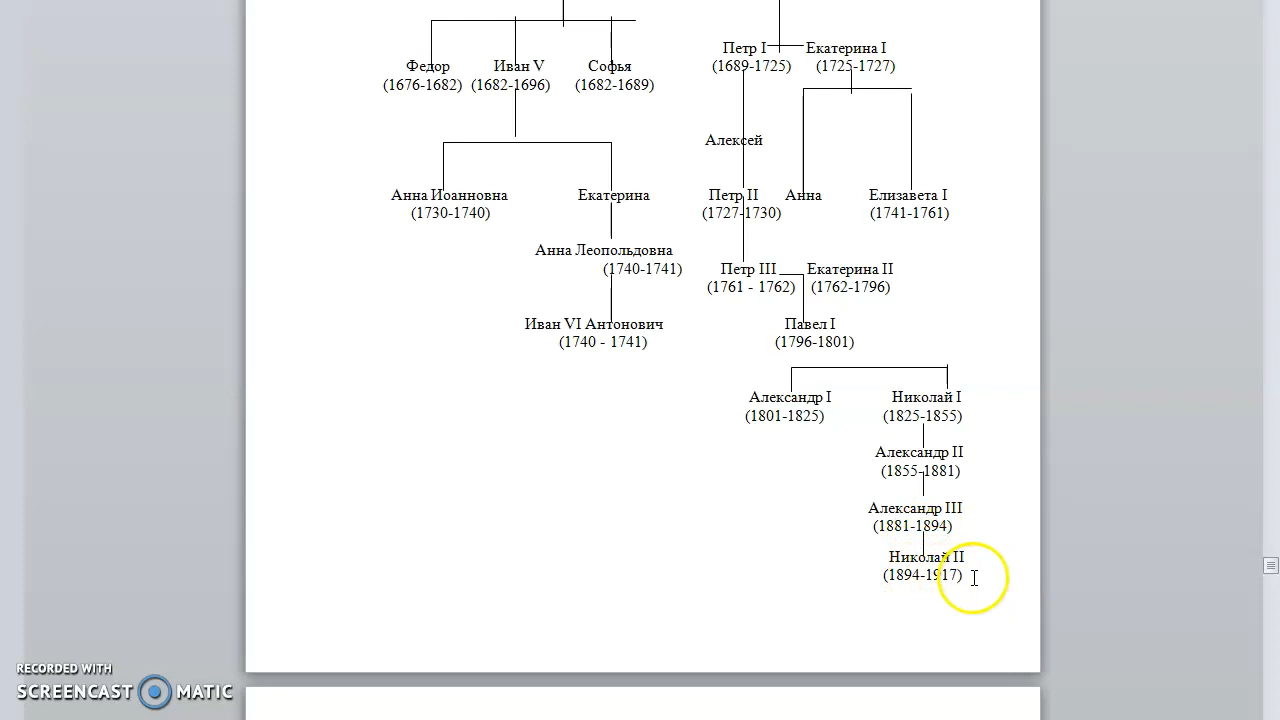 Петр I Екатерина I
Федор Иван V Софья (1689-1725) (1725-1727)
(1676-1682) (1682-1696) (1682-1689)
Алексей
Анна Иоанновна Екатерина Петр II Анна Елизавета I
(1730-1740) (1727-1730) (1741-1761)
Анна Леопольдовна
(1740-1741) Петр III Екатерина II
(1761 - 1762) (1762-1796)
Иван VI Антонович Павел I
(1740 - 1741) (1796-1801)
Александр I Николай I
(1801-1825) (1825-1855)
Александр II
(1855-1881)
Александр III
(1881-1894)
Николай II
(1894-1917)
RECORDED WITH
SCREENCAST MATIC